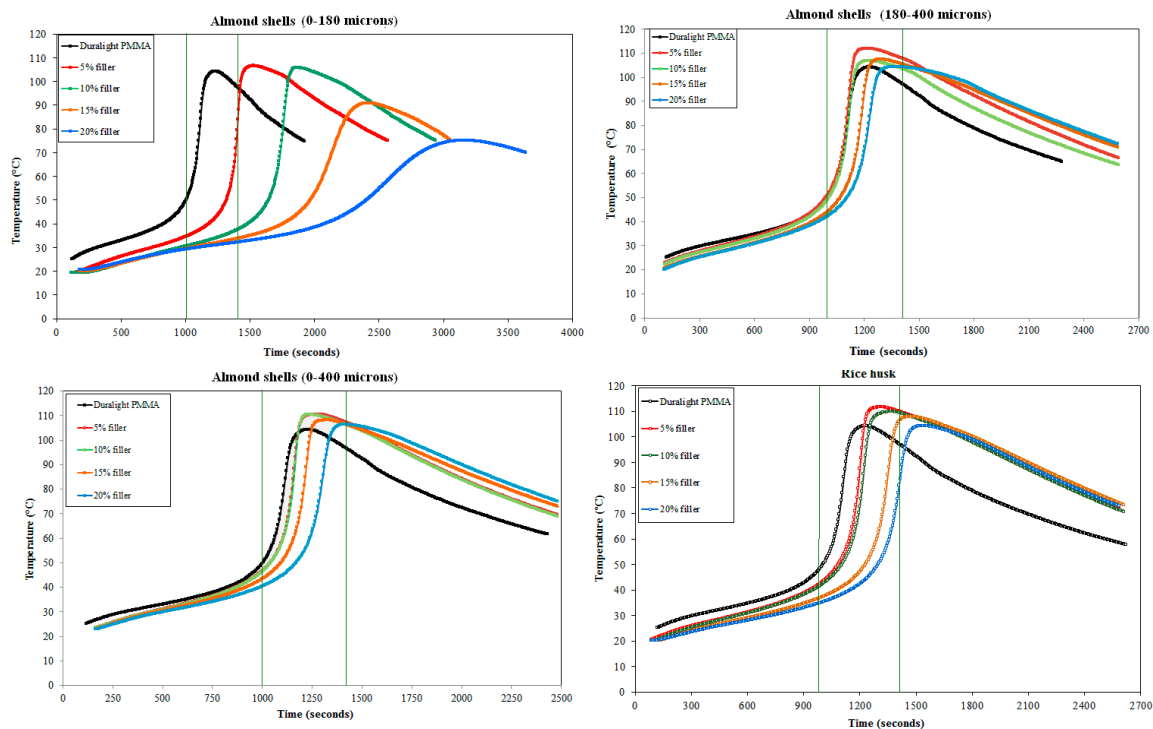 Almond shells (0-180 microns)
Temperature (°C)
120
110
100
90
80
70
60
50
40
30
20
10
0
Duralight PMMA
5% filler
10% filler
15% filler
20% filler
0 500 1000 1500 2000 2500 3000 3500 4000
Time (seconds)
Almond shells (180-400 microns)
Temperature (°C)
120
110
100
90
80
70
60
50
40
30
20
10
0
Duralight PMMA
5% filler
10% filler
15% filler
20% filler
0 300 600 900 1200 1500 1800 2100 2400 2700
Time (seconds)
Almond shells (0-400 microns)
Temperature (°C)
120
110
100
90
80
70
60
50
40
30
20
10
0
Duralight PMMA
5% filler
10% filler
15% filler
20% filler
0 250 500 750 1000 1250 1500 1750 2000 2250 2500
Time (seconds)
Rice husk
Temperature (°C)
120
110
100
90
80
70
60
50
40
30
20
10
0
Duralight PMMA
5% filler
10% filler
15% filler
20% filler
0 300 600 900 1200 1500 1800 2100 2400 2700
Time (seconds)